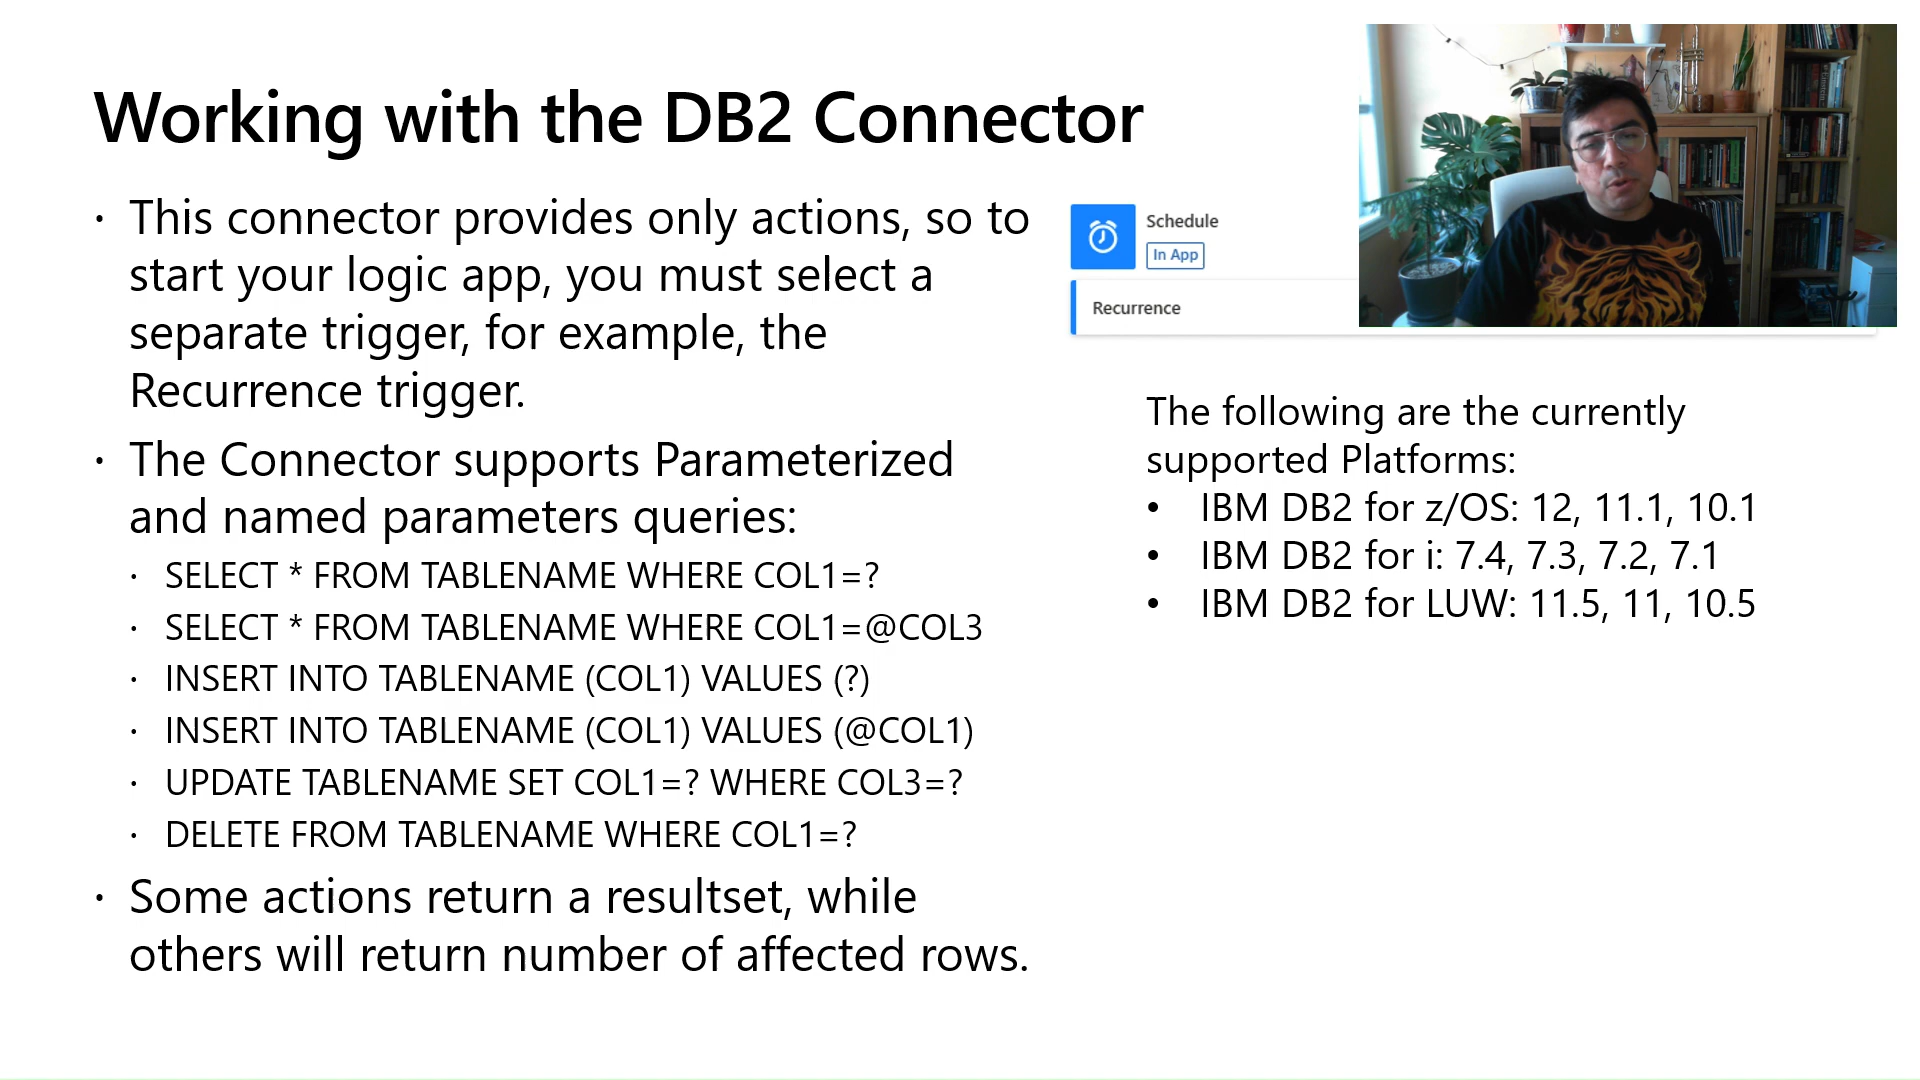 Working with the DB2 Connector
· This connector provides only actions, so to
start your logic app, you must select a
separate trigger, for example, the
Recurrence trigger.
· The Connector supports Parameterized
and named parameters queries:
· SELECT * FROM TABLENAME WHERE COL1=?
· SELECT * FROM TABLENAME WHERE COL1=@COL3
· INSERT INTO TABLENAME (COL1) VALUES (?)
· INSERT INTO TABLENAME (COL1) VALUES (@COL1)
· UPDATE TABLENAME SET COL1=? WHERE COL3=?
· DELETE FROM TABLENAME WHERE COL1=?
· Some actions return a resultset, while
others will return number of affected rows.
Schedule
In App
Recurrence
The following are the currently
supported Platforms:
• IBM DB2 for z/OS: 12, 11.1, 10.1
• IBM DB2 for i: 7.4, 7.3, 7.2, 7.1
• IBM DB2 for LUW: 11.5, 11, 10.5